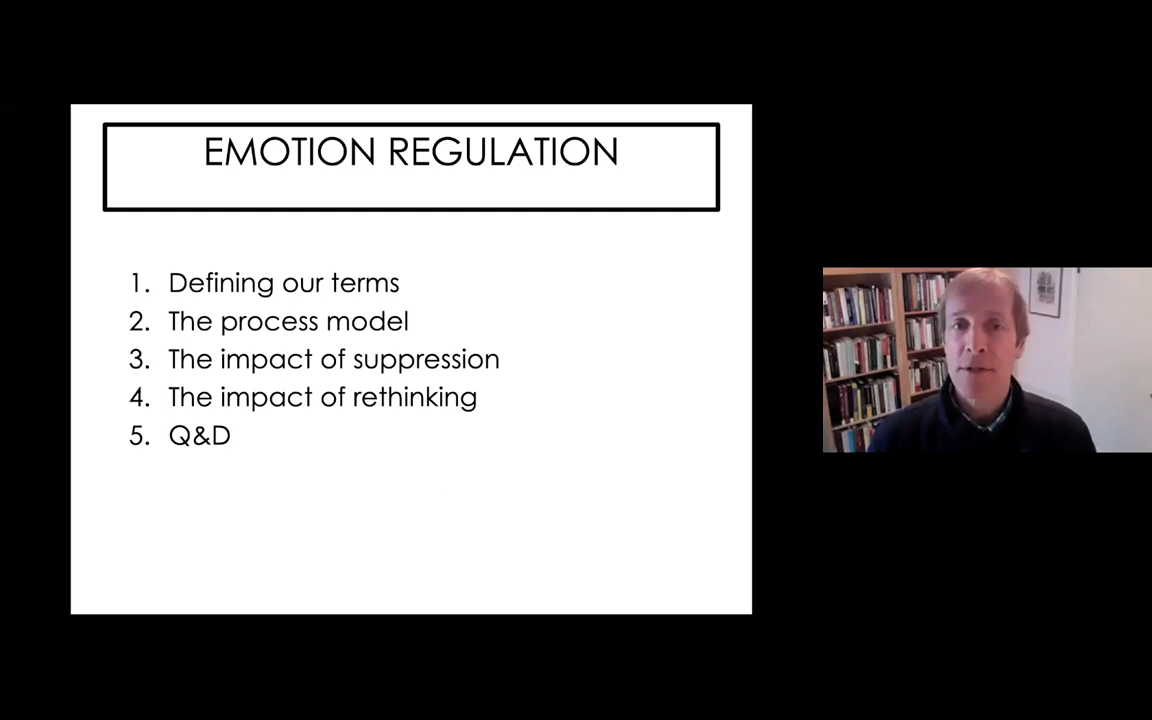 EMOTION REGULATION
1. Defining our terms
2. The process model
3. The impact of suppression
4. The impact of rethinking
5. Q&D